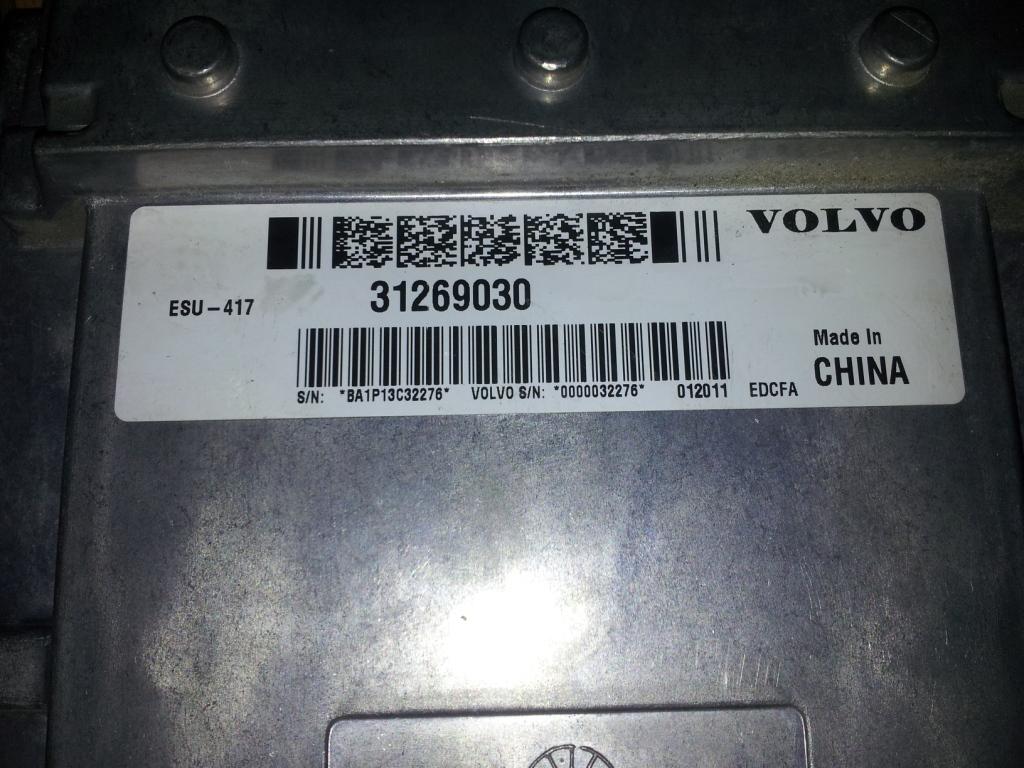 VOLVO
ESU-417
31269030
Made In
CHINA
S/N: *BA1P13C32276* VOLVO S/N: *0000032276* 012011 EDCFA